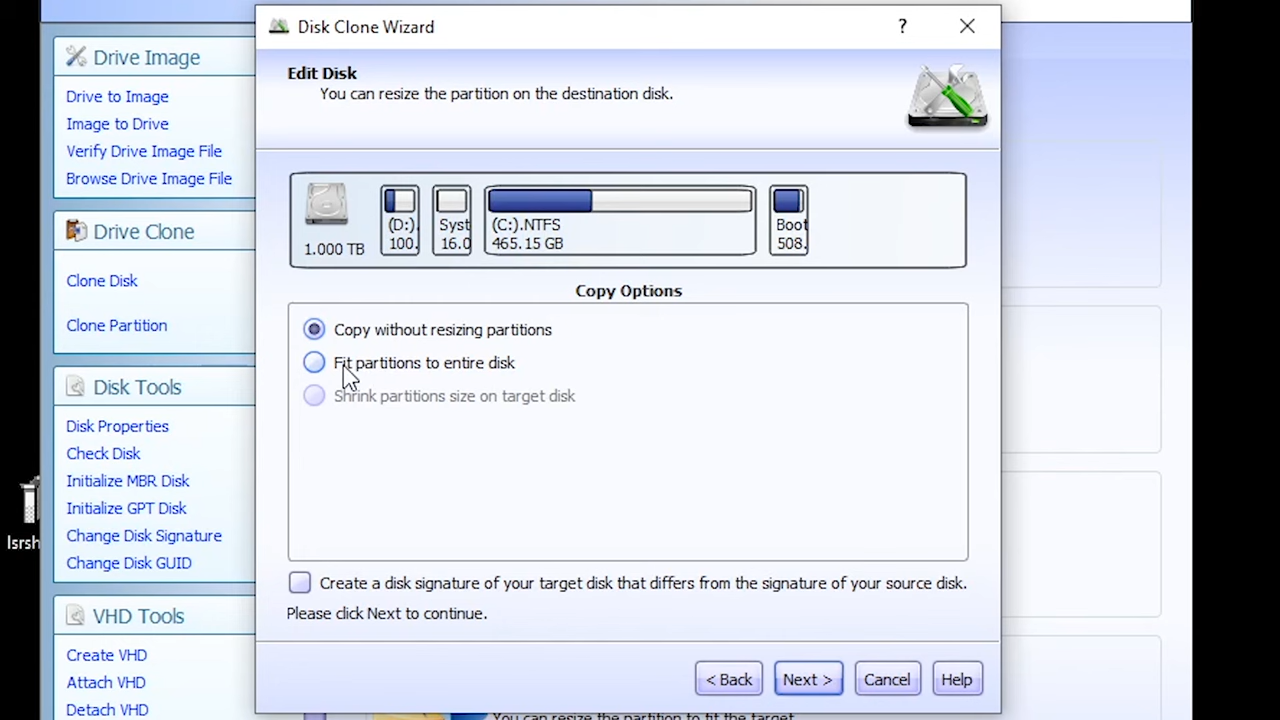 Disk Clone Wizard
?
Edit Disk
You can resize the partition on the destination disk.
Drive Image
Drive to Image
Image to Drive
Verify Drive Image File
Browse Drive Image File
Drive Clone
Clone Disk
Clone Partition
Disk Tools
Disk Properties
Check Disk
Initialize MBR Disk
Initialize GPT Disk
Change Disk Signature
Change Disk GUID
VHD Tools
Create VHD
Attach VHD
Detach VHD
lsrsh
1.000 TB
(D:).
100.
Syst
16.0
(C:).NTFS
465.15 GB
Boot
508.
Copy Options
Copy without resizing partitions
Fit partitions to entire disk
Shrink partitions size on target disk
Create a disk signature of your target disk that differs from the signature of your source disk.
Please click Next to continue.
< Back
Next >
Cancel
Help
You can resize the partition to fit the target